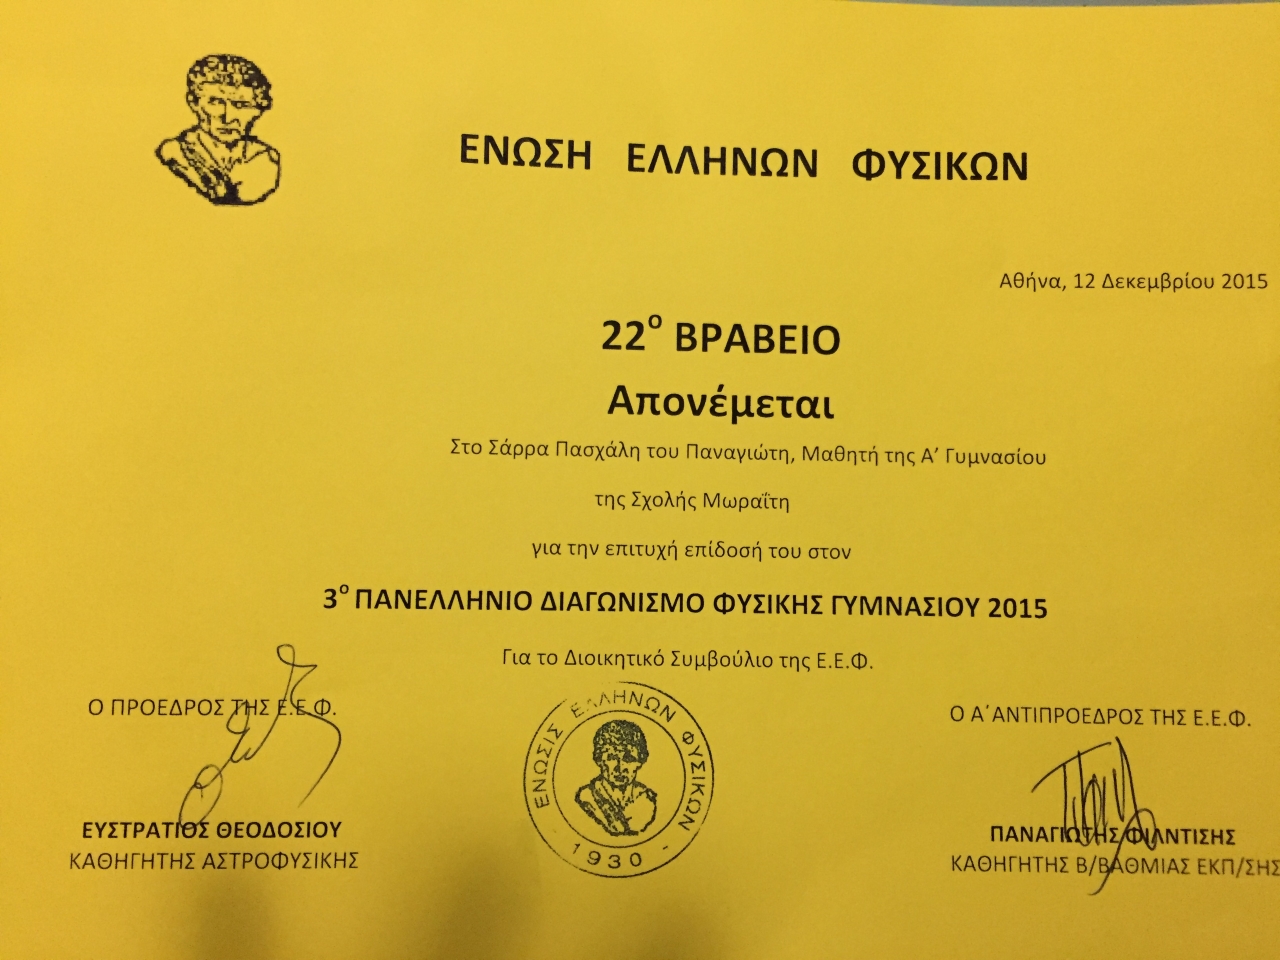 ΕΝΩΣΗ ΕΛΛΗΝΩΝ ΦΥΣΙΚΩΝ
Αθήνα, 12 Δεκεμβρίου 2015
22ο ΒΡΑΒΕΙΟ
Απονέμεται
Στο Σάρρα Πασχάλη του Παναγιώτη, Μαθητή της Α’ Γυμνασίου
της Σχολής Μωραΐτη
για την επιτυχή επίδοσή του στον
3ο ΠΑΝΕΛΛΗΝΙΟ ΔΙΑΓΩΝΙΣΜΟ ΦΥΣΙΚΗΣ ΓΥΜΝΑΣΙΟΥ 2015
Για το Διοικητικό Συμβούλιο της Ε.Ε.Φ.
Ο ΠΡΟΕΔΡΟΣ ΤΗΣ Ε.Ε.Φ.
ΕΥΣΤΡΑΤΙΟΣ ΘΕΟΔΟΣΙΟΥ
ΚΑΘΗΓΗΤΗΣ ΑΣΤΡΟΦΥΣΙΚΗΣ
ΕΝΩΣΙΣ ΕΛΛΗΝΩΝ ΦΥΣΙΚΩΝ
- 1930 -
Ο Α΄ΑΝΤΙΠΡΟΕΔΡΟΣ ΤΗΣ Ε.Ε.Φ.
ΠΑΝΑΓΙΩΤΗΣ ΦΙΛΝΤΙΣΗΣ
ΚΑΘΗΓΗΤΗΣ Β/ΒΑΘΜΙΑΣ ΕΚΠ/ΣΗΣ